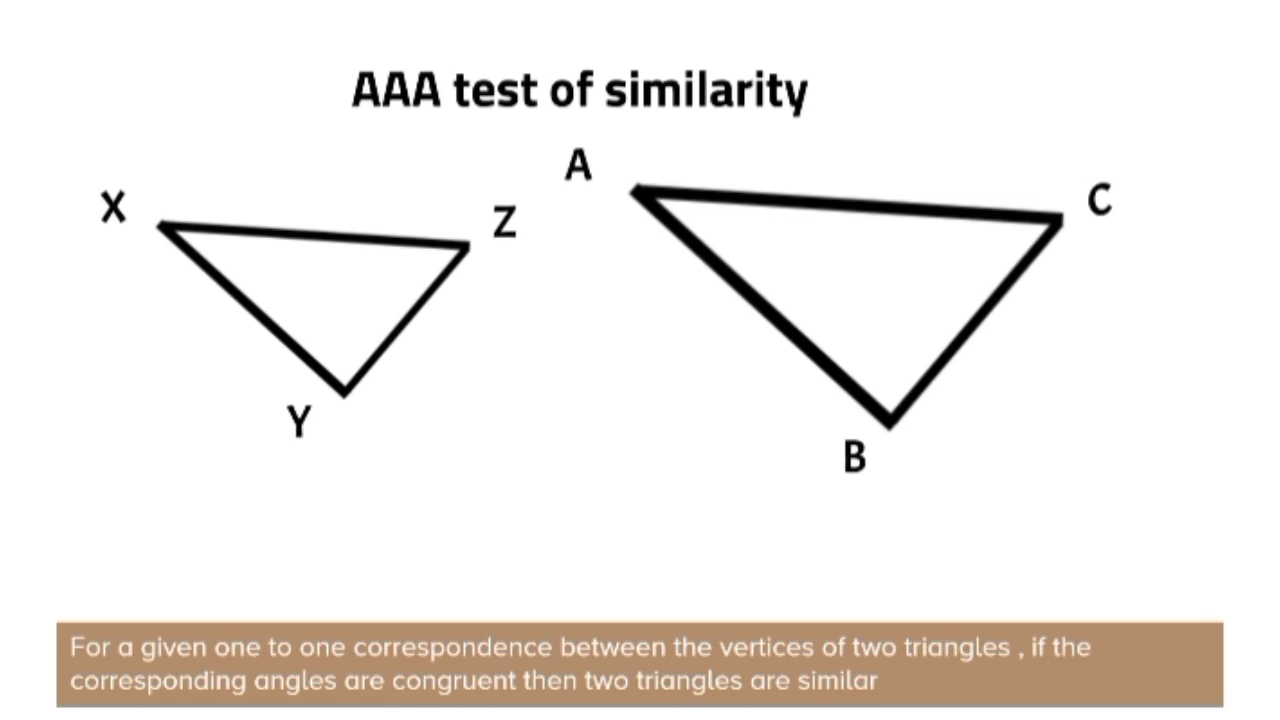 AAA test of similarity
A
X
Z
C
Y
B
For a given one to one correspondence between the vertices of two triangles , if the
corresponding angles are congruent then two triangles are similar